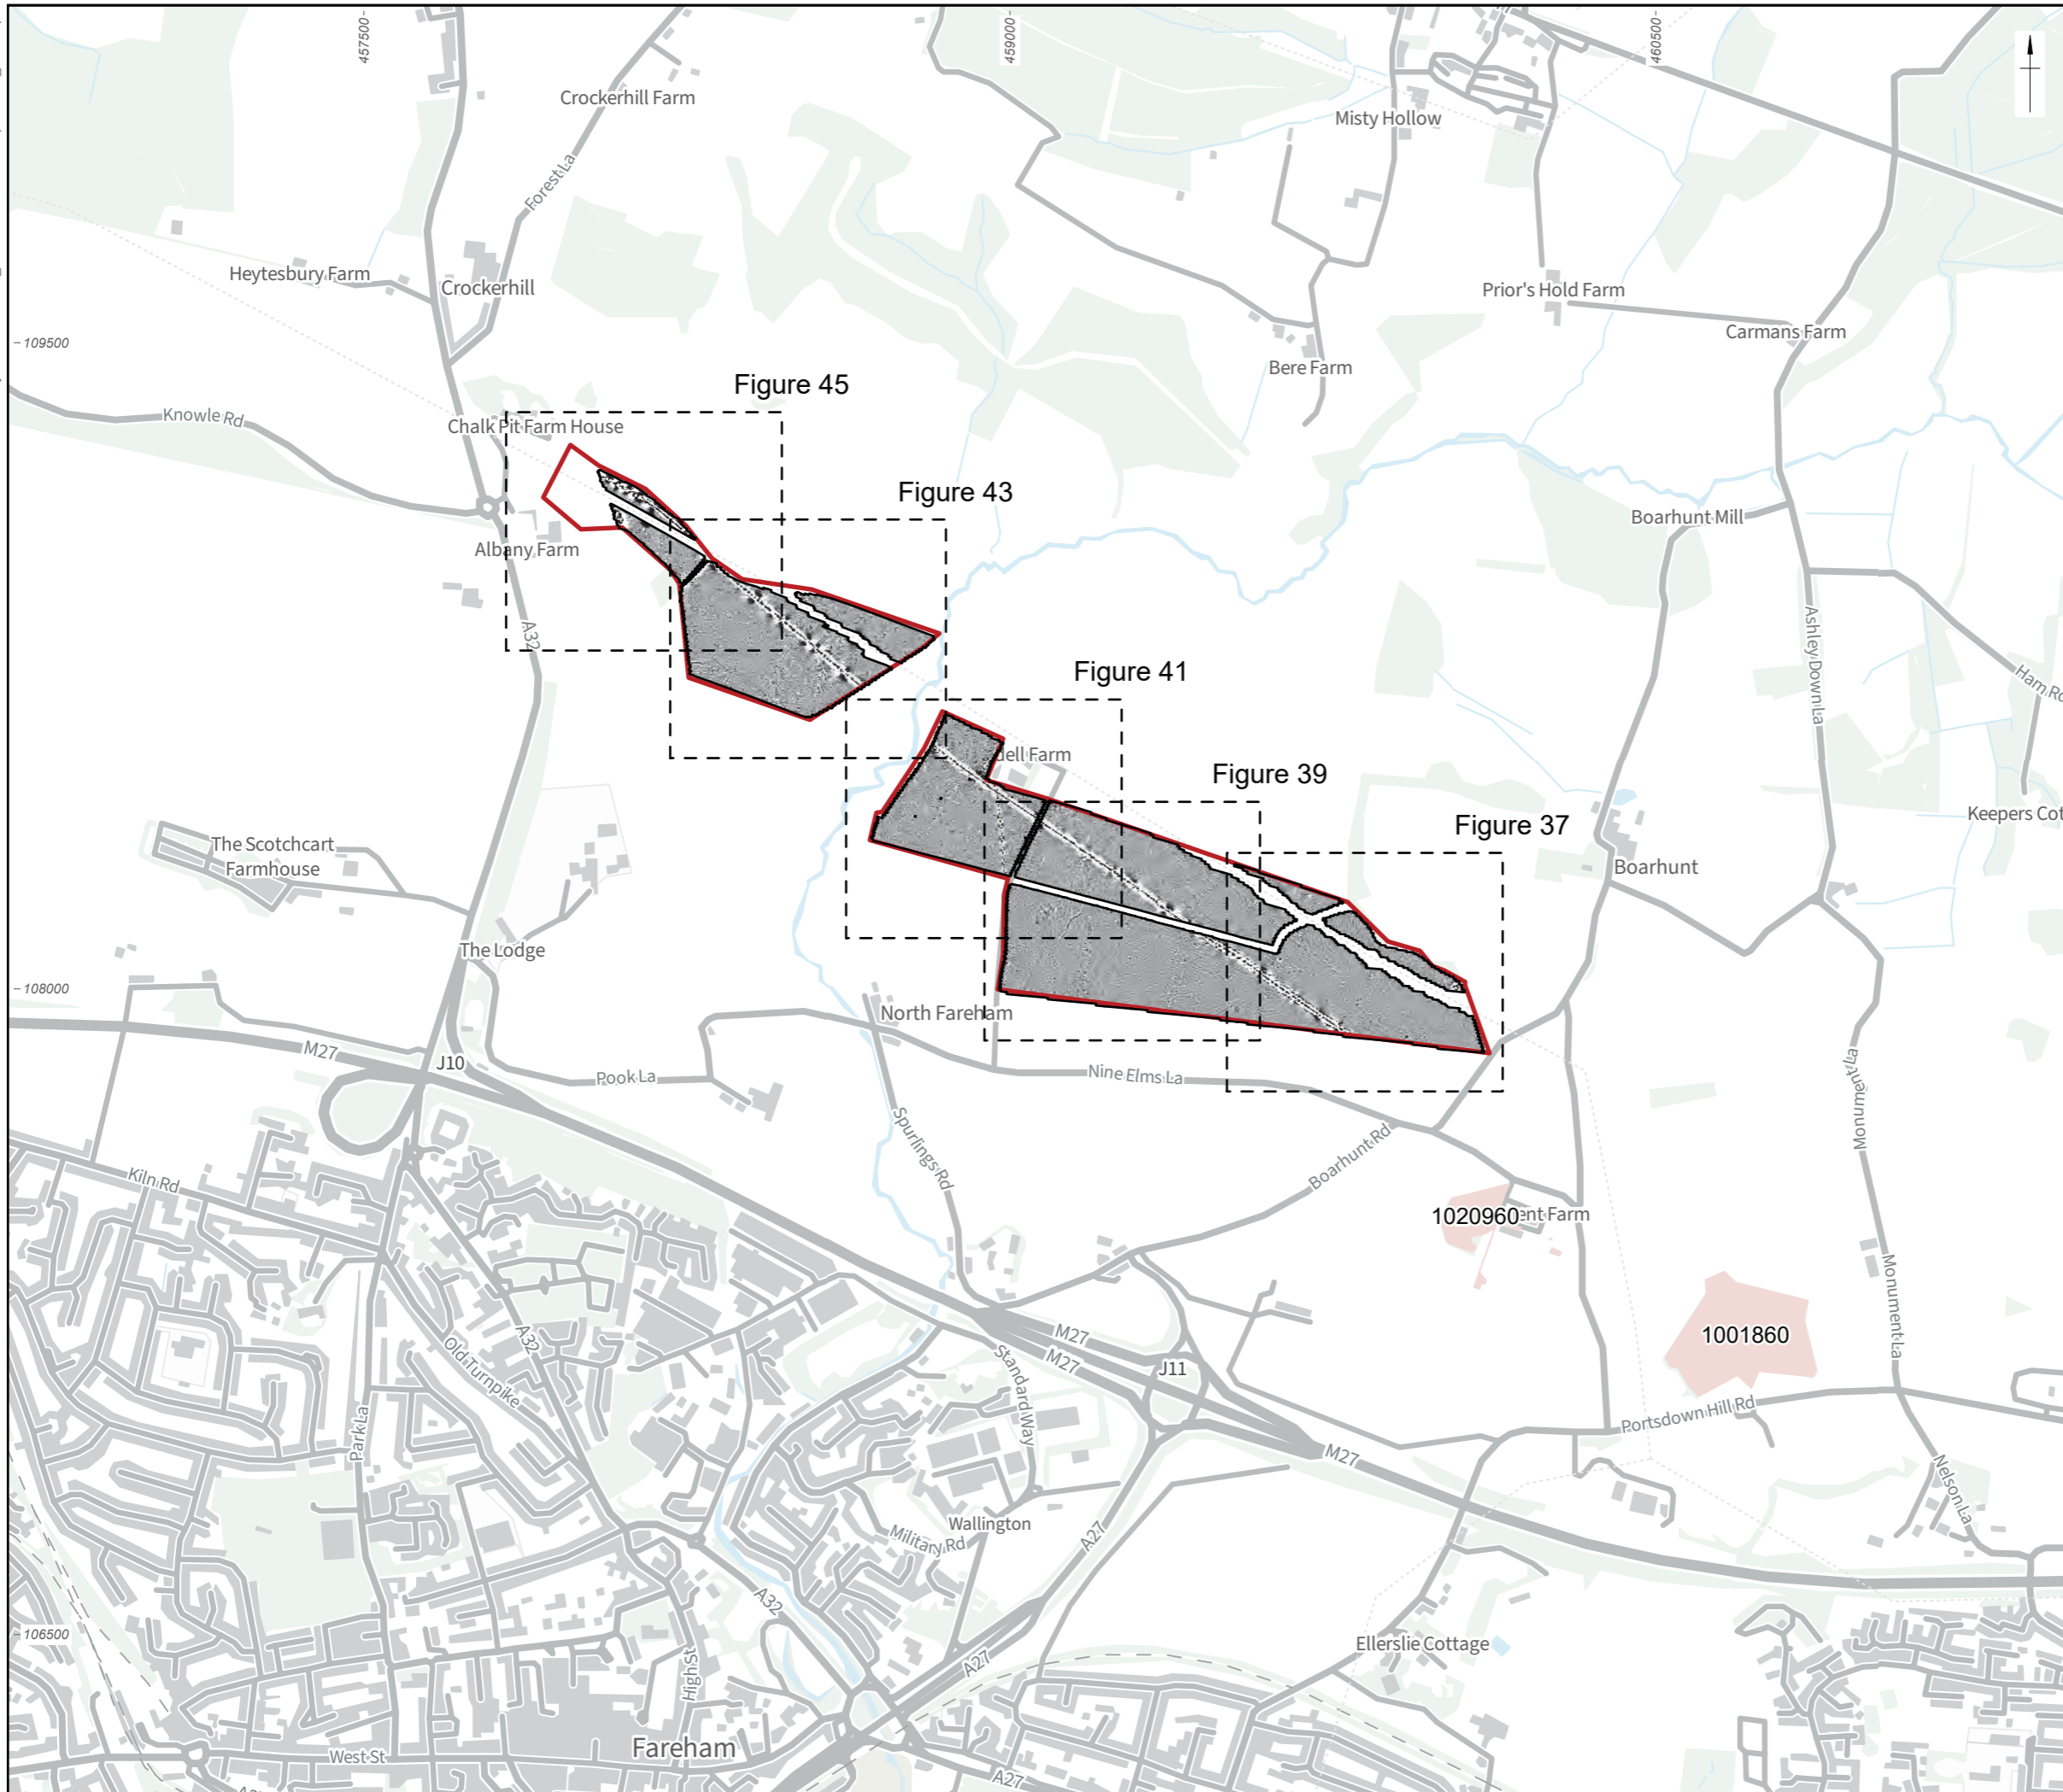 457500
459000
460500
Crockerhill Farm
Misty Hollow
Forest La
Heytesbury Farm
Crockerhill
Prior's Hold Farm
Carmans Farm
109500
Bere Farm
Figure 45
Knowle Rd
Chalk Pit Farm House
Figure 43
Boarhunt Mill
Albany Farm
A32
Ashley Down La
Figure 41
Ham Rd
dell Farm
Figure 39
Keepers Cot
Figure 37
The Scotchcart
Farmhouse
Boarhunt
The Lodge
108000
North Fareham
M27
J10
Pook La
Nine Elms La
Monument La
Spurlings Rd
Boarhunt Rd
Kiln Rd
1020960
ent Farm
Monument La
M27
M27
1001860
A32
Old Turnpike
Standard Way
J11
Portsdown Hill Rd
Park La
M27
Nelson La
Wallington
Military Rd
A27
A32
106500
High St
A27
Ellerslie Cottage
Fareham
West St
A27